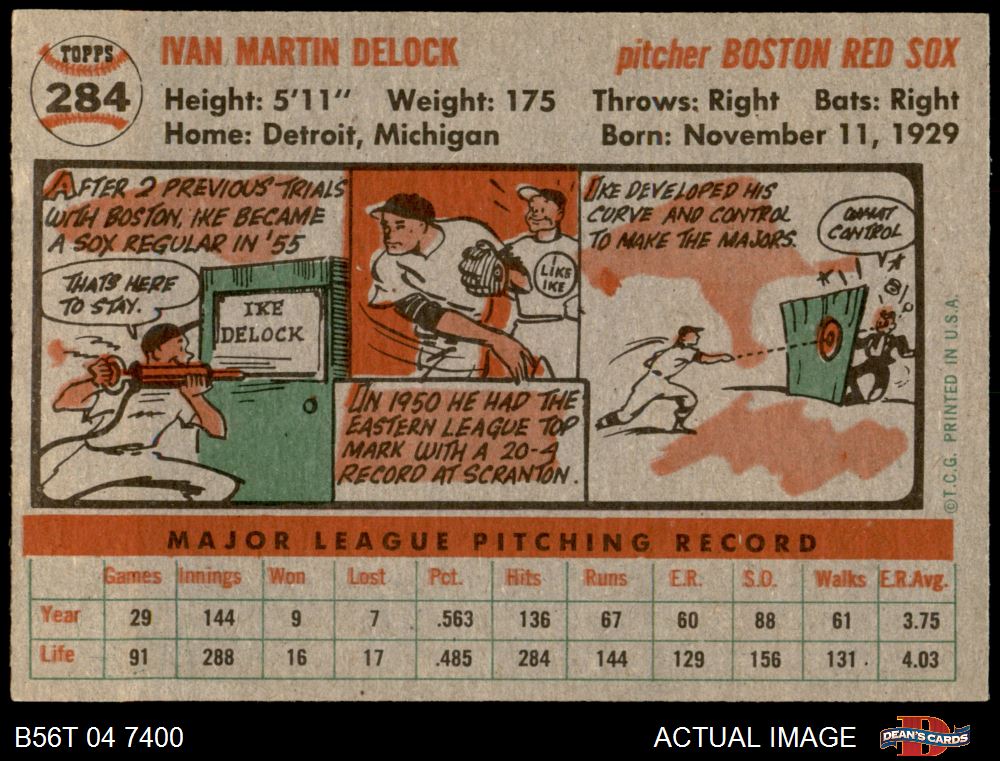 TOPPS
284
IVAN MARTIN DELOCK
pitcher BOSTON RED SOX
Height: 5'11" Weight: 175 Throws: Right Bats: Right
Home: Detroit, Michigan Born: November 11, 1929
AFTER 2 PREVIOUS TRIALS
WITH BOSTON, IKE BECAME
A SOX REGULAR IN '55
THAT'S HERE
TO STAY.
IKE
DELOCK
I LIKE
IKE
IN 1950 HE HAD THE
EASTERN LEAGUE TOP
MARK WITH A 20-4
RECORD AT SCRANTON.
IKE DEVELOPED HIS
CURVE AND CONTROL
TO MAKE THE MAJORS.
WHAT
CONTROL
©T.C.G. PRINTED IN U.S.A.
MAJOR LEAGUE PITCHING RECORD
Games Innings Won Lost Pct. Hits Runs E.R. S.O. Walks E.R.Avg.
Year 29 144 9 7 .563 136 67 60 88 61 3.75
Life 91 288 16 17 .485 284 144 129 156 131 4.03
B56T 04 7400
ACTUAL IMAGE
D
DEAN'S CARDS